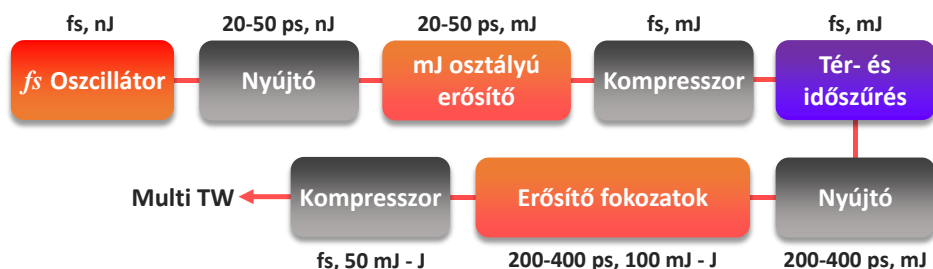 fs, nJ
20-50 ps, nJ
20-50 ps, mJ
fs, mJ
fs, mJ
fs Oszcillátor
Nyújtó
mJ osztályú
erősítő
Kompresszor
Tér- és
időszűrés
Multi TW
Kompresszor
Erősítő fokozatok
Nyújtó
fs, 50 mJ - J
200-400 ps, 100 mJ - J
200-400 ps, mJ